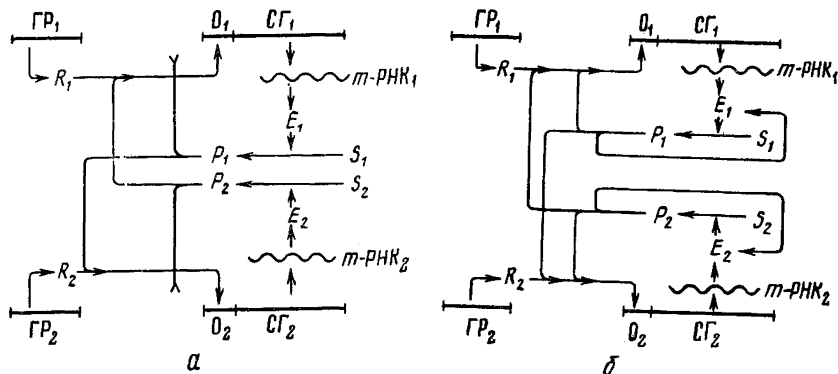 ГР₁ О₁ СГ₁
R₁ m-РНК₁
E₁
P₁ S₁
P₂ S₂
E₂
R₂ m-РНК₂
ГР₂ О₂ СГ₂
а
ГР₁ О₁ СГ₁
R₁ m-РНК₁
E₁
P₁ S₁
P₂ S₂
E₂
R₂ m-РНК₂
ГР₂ О₂ СГ₂
б